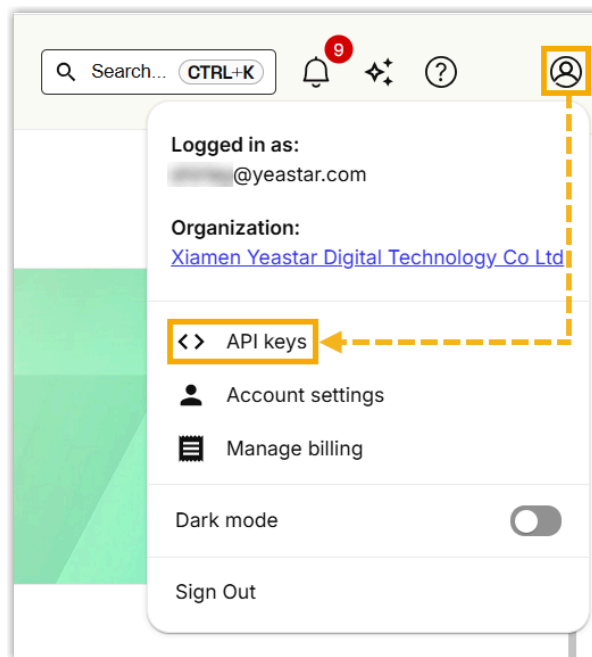 Search... CTRL+K 9
Logged in as:
@yeastar.com
Organization:
Xiamen Yeastar Digital Technology Co Ltd
API keys
Account settings
Manage billing
Dark mode
Sign Out